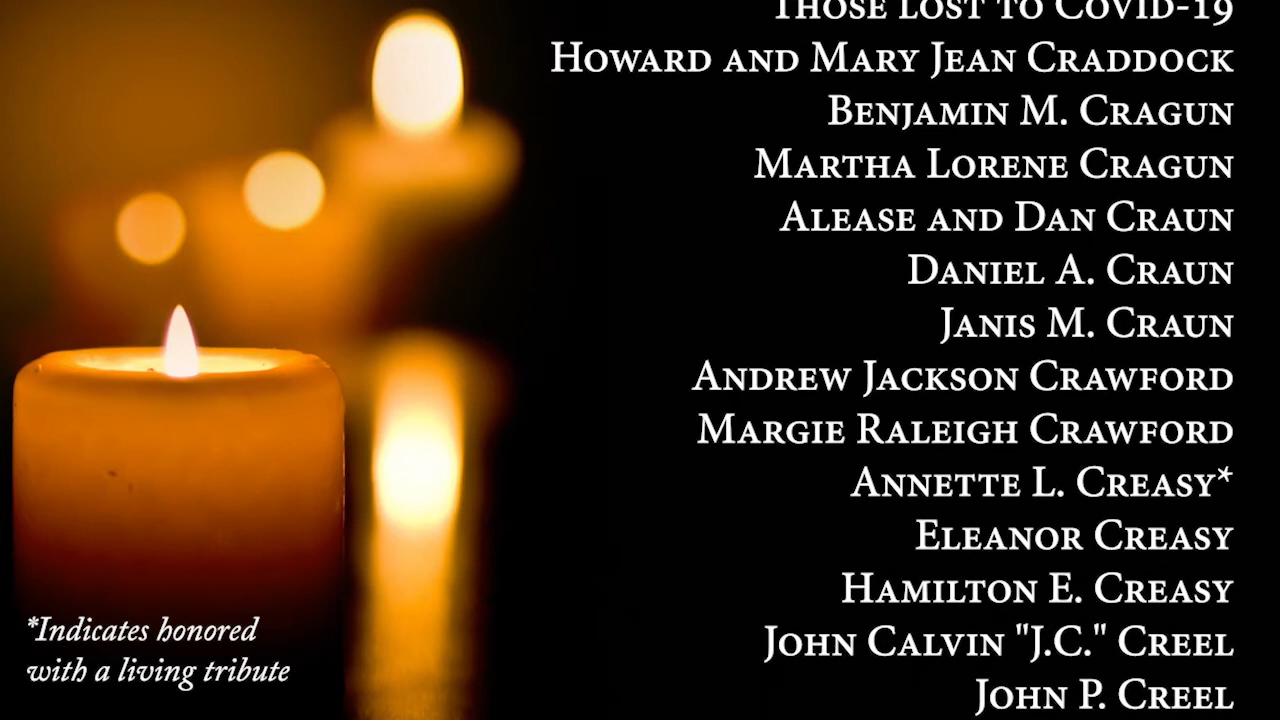 Those lost to Covid-19
Howard and Mary Jean Craddock
Benjamin M. Cragun
Martha Lorene Cragun
Alease and Dan Craun
Daniel A. Craun
Janis M. Craun
Andrew Jackson Crawford
Margie Raleigh Crawford
Annette L. Creasy*
Eleanor Creasy
Hamilton E. Creasy
John Calvin "J.C." Creel
John P. Creel
*Indicates honored
with a living tribute